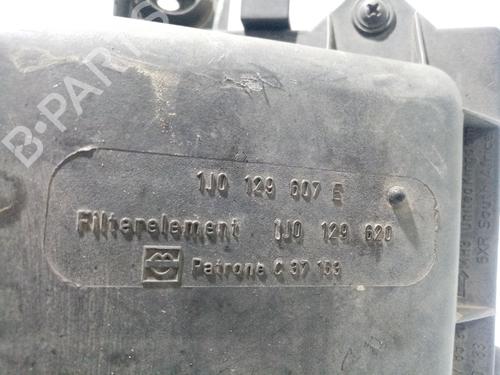 B-PARTS
1J0 129 607 E
Filterelement 1J0 129 620
Patrone C 37 153